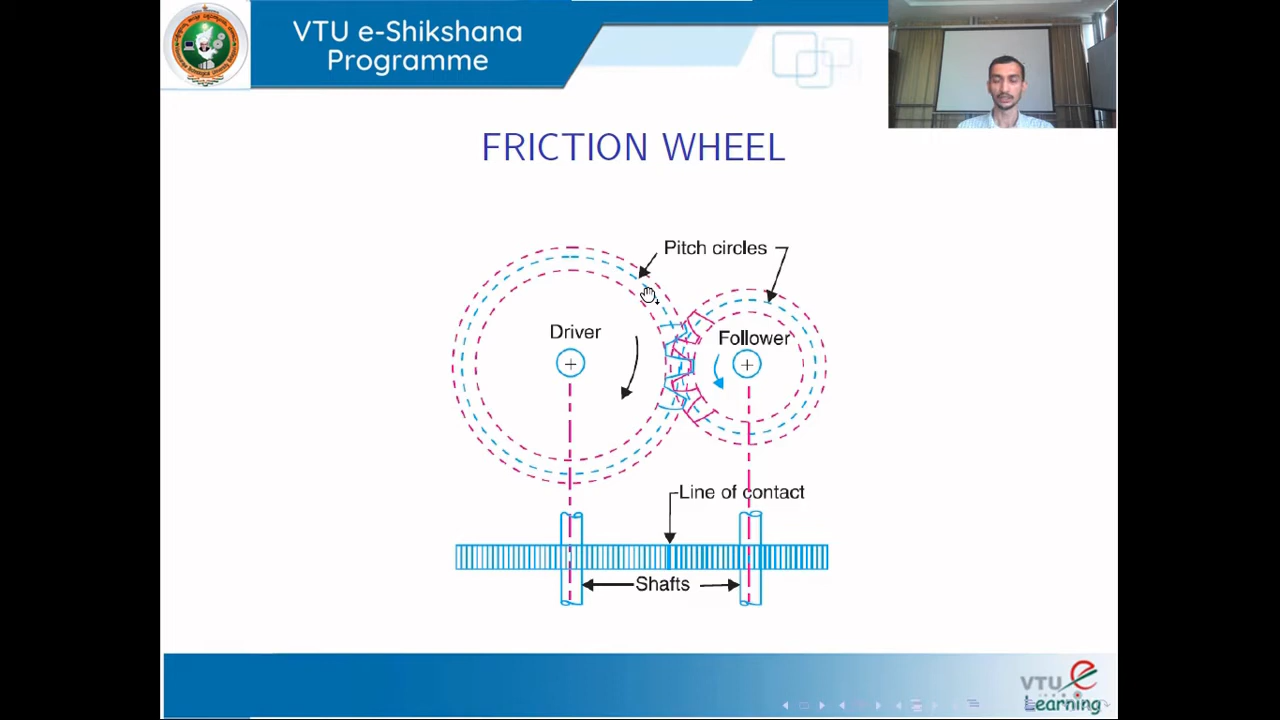 VTU e-Shikshana
Programme
FRICTION WHEEL
Pitch circles
Driver
Follower
Line of contact
Shafts
VTU
Learning